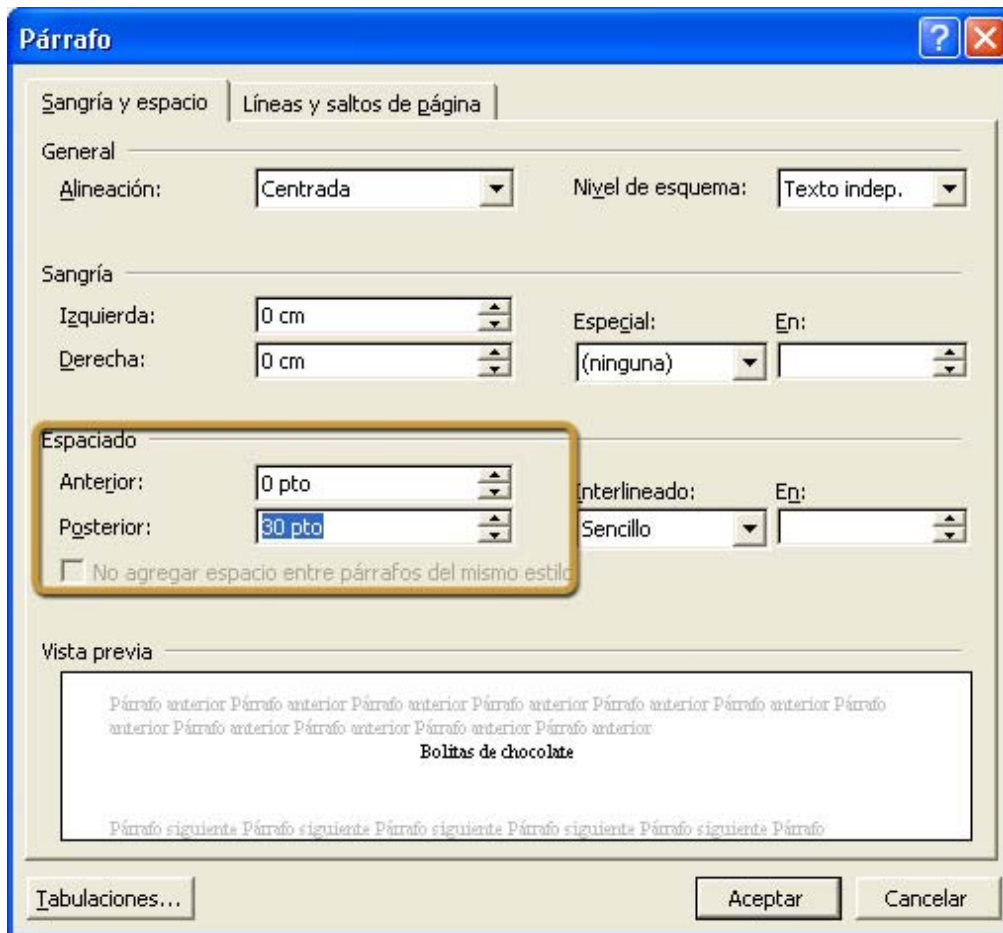 Párrafo
Sangría y espacio Líneas y saltos de página
General
Alineación: Centrada Nivel de esquema: Texto indep.
Sangría
Izquierda: 0 cm Especial: En:
Derecha: 0 cm (ninguna)
Espaciado
Anterior: 0 pto Interlineado: En:
Posterior: 30 pto Sencillo
No agregar espacio entre párrafos del mismo estilo
Vista previa
Párrafo anterior Párrafo anterior Párrafo anterior Párrafo anterior Párrafo anterior Párrafo anterior Párrafo
anterior Párrafo anterior Párrafo anterior Párrafo anterior Párrafo anterior
Bolitas de chocolate
Párrafo siguiente Párrafo siguiente Párrafo siguiente Párrafo siguiente Párrafo siguiente Párrafo
Tabulaciones... Aceptar Cancelar